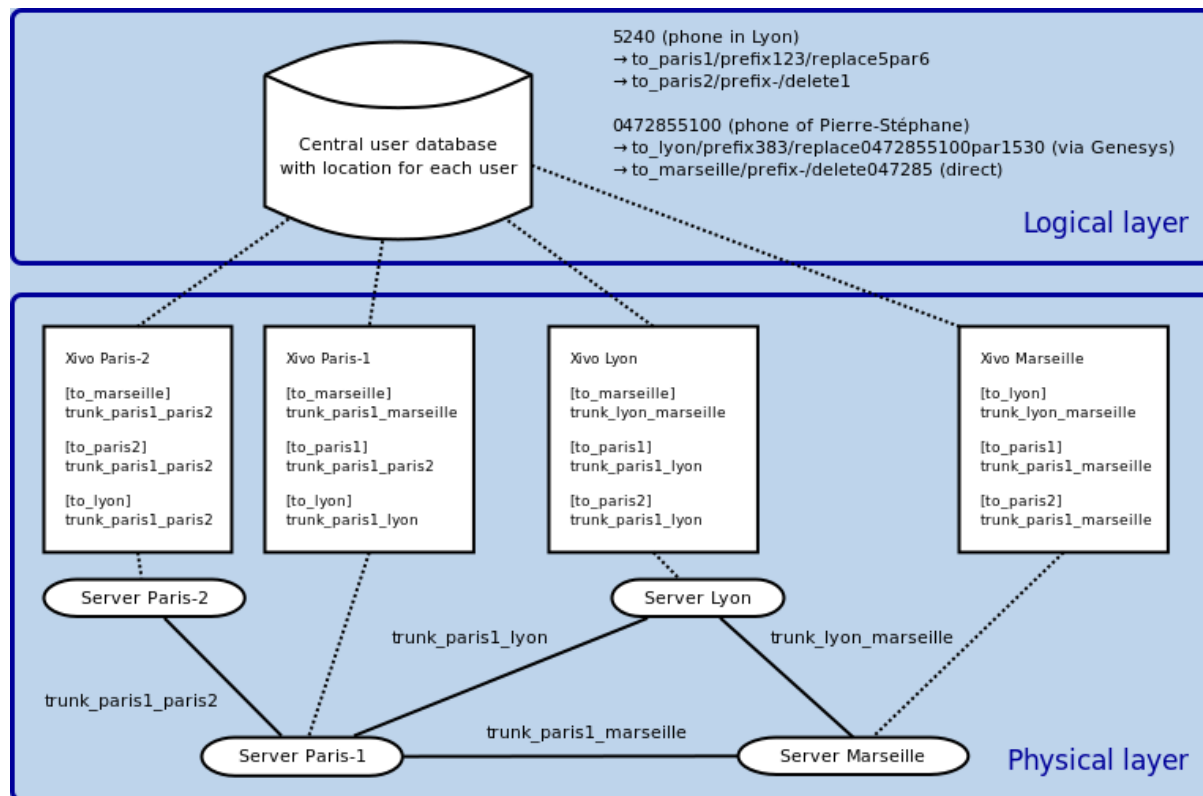 5240 (phone in Lyon)
→ to_paris1/prefix123/replace5par6
→ to_paris2/prefix-/delete1
0472855100 (phone of Pierre-Stéphane)
→ to_lyon/prefix383/replace0472855100par1530 (via Genesys)
→ to_marseille/prefix-/delete047285 (direct)
Central user database
with location for each user
Logical layer
Xivo Paris-2
[to_marseille]
trunk_paris1_paris2
[to_paris2]
trunk_paris1_paris2
[to_lyon]
trunk_paris1_paris2
Xivo Paris-1
[to_marseille]
trunk_paris1_marseille
[to_paris1]
trunk_paris1_paris2
[to_lyon]
trunk_paris1_lyon
Xivo Lyon
[to_marseille]
trunk_lyon_marseille
[to_paris1]
trunk_paris1_lyon
[to_paris2]
trunk_paris1_lyon
Xivo Marseille
[to_lyon]
trunk_lyon_marseille
[to_paris1]
trunk_paris1_marseille
[to_paris2]
trunk_paris1_marseille
Server Paris-2
Server Lyon
trunk_paris1_lyon
trunk_lyon_marseille
trunk_paris1_paris2
trunk_paris1_marseille
Server Paris-1
Server Marseille
Physical layer